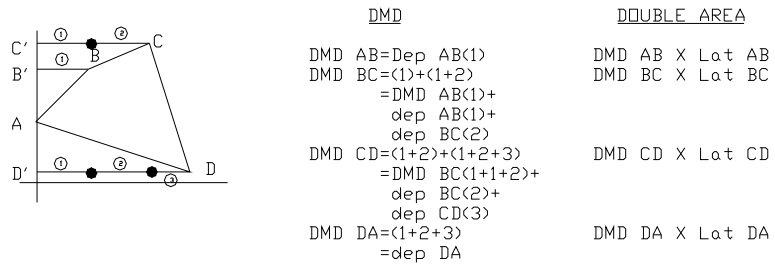 DMD
DOUBLE AREA
C' ① ② C
B
B' ①
A
D' ① ② D
③
DMD AB=Dep AB(1)
DMD BC=(1)+(1+2)
=DMD AB(1)+
dep AB(1)+
dep BC(2)
DMD CD=(1+2)+(1+2+3)
=DMD BC(1+1+2)+
dep BC(2)+
dep CD(3)
DMD DA=(1+2+3)
=dep DA
DMD AB X Lat AB
DMD BC X Lat BC
DMD CD X Lat CD
DMD DA X Lat DA